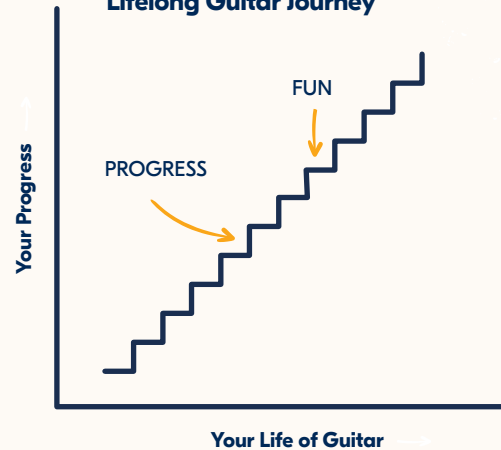 Lifelong Guitar Journey
FUN
PROGRESS
Your Progress
Your Life of Guitar